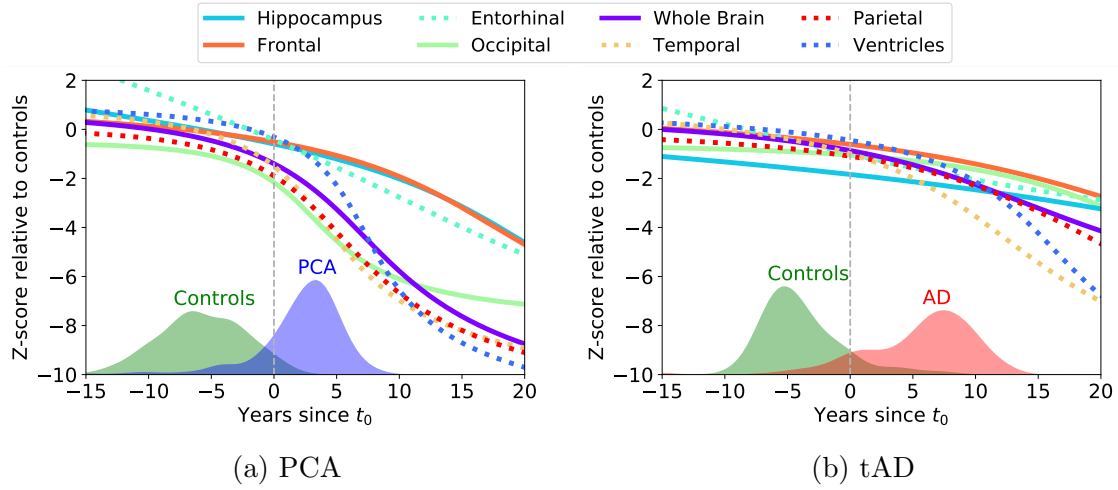 Hippocampus Entorhinal Whole Brain Parietal
Frontal Occipital Temporal Ventricles
Z-score relative to controls
2
0
−2
−4
−6
−8
−10
Controls
PCA
−15 −10 −5 0 5 10 15 20
Years since t0
(a) PCA
Z-score relative to controls
2
0
−2
−4
−6
−8
−10
Controls
AD
−15 −10 −5 0 5 10 15 20
Years since t0
(b) tAD